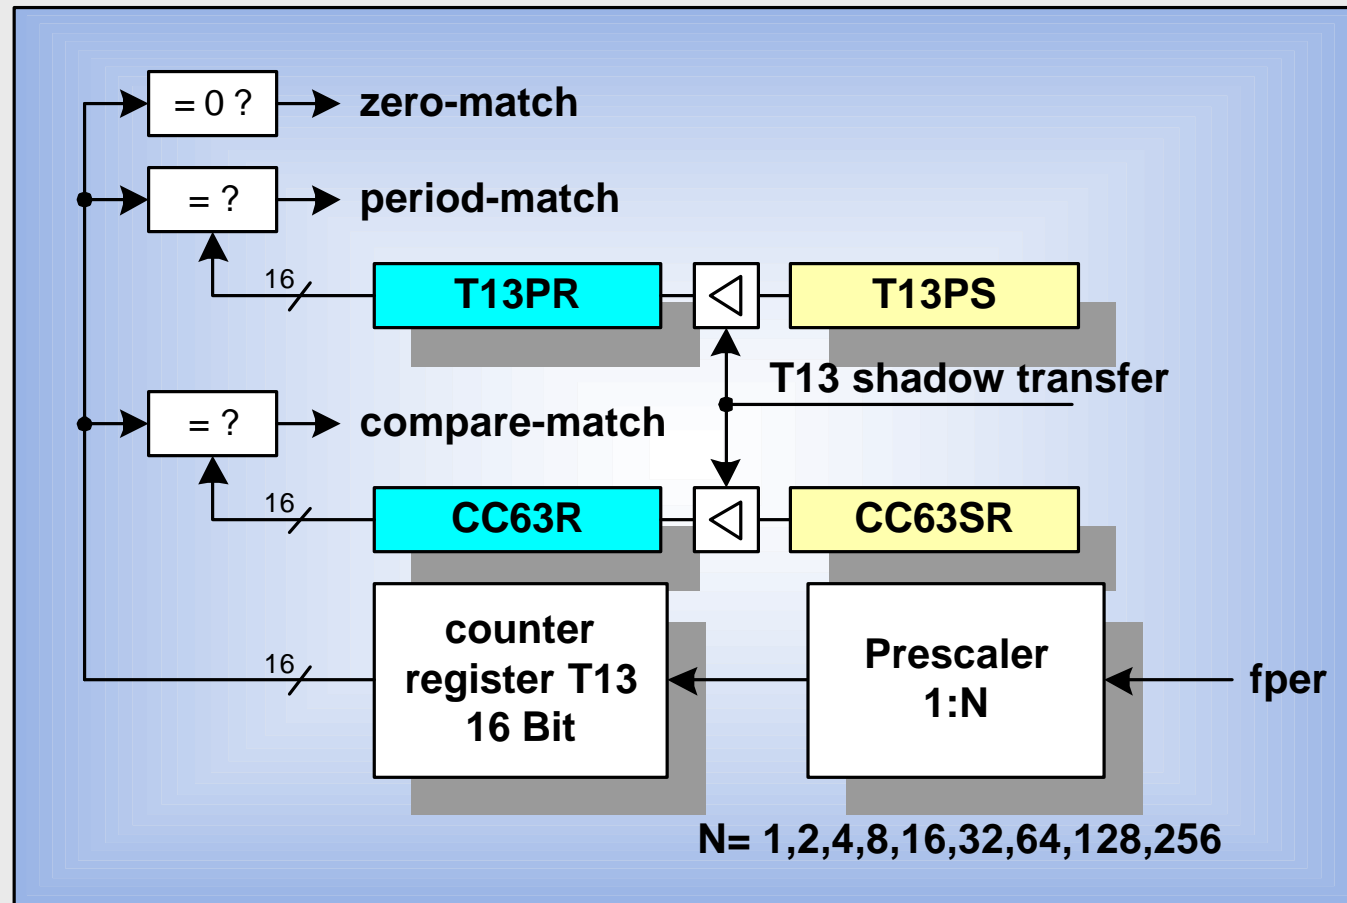 = 0 ?
zero-match
= ?
period-match
16
T13PR
T13PS
T13 shadow transfer
= ?
compare-match
16
CC63R
CC63SR
counter
register T13
16 Bit
16
Prescaler
1:N
fper
N= 1,2,4,8,16,32,64,128,256